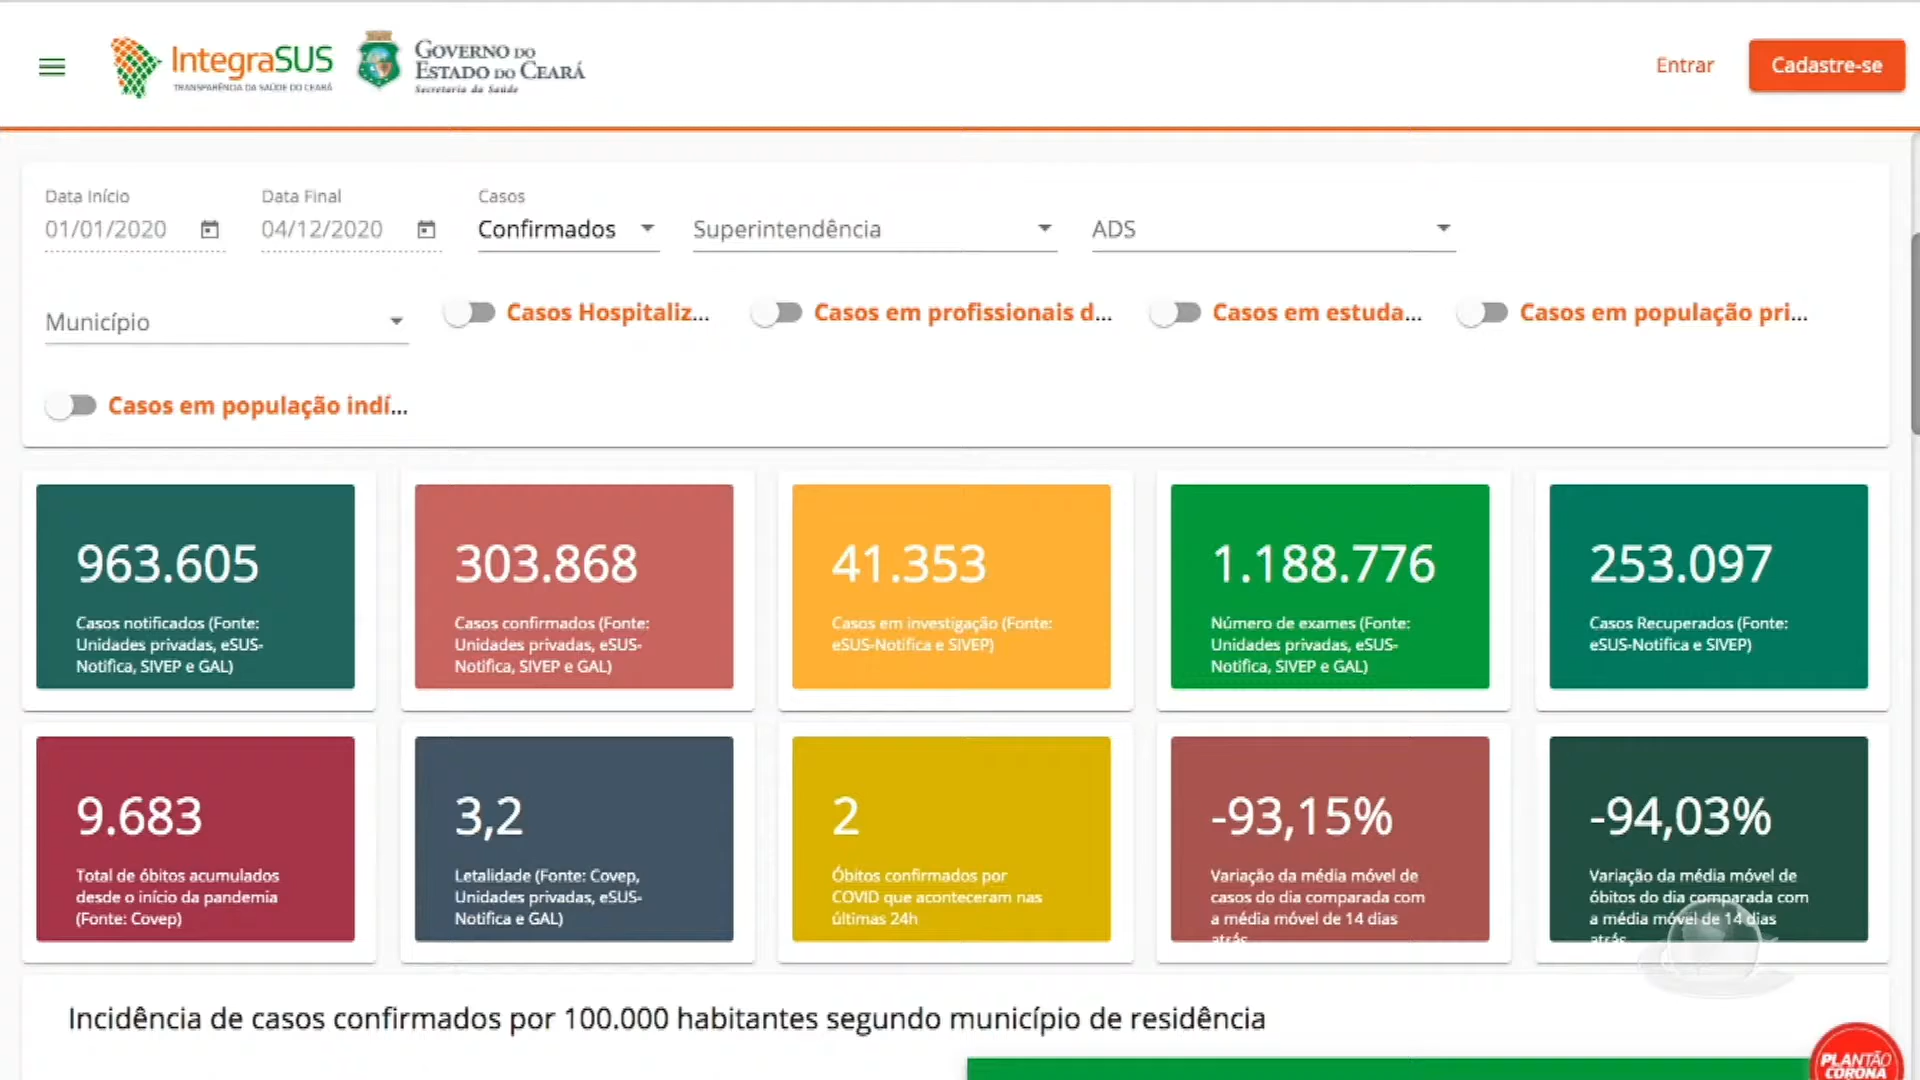 IntegraSUS
TRANSPARÊNCIA DA SAÚDE DO CEARÁ
GOVERNO DO
ESTADO DO CEARÁ
Secretaria da Saúde
Entrar
Cadastre-se
Data Início
01/01/2020
Data Final
04/12/2020
Casos
Confirmados
Superintendência
ADS
Município
Casos Hospitaliz...
Casos em profissionais d...
Casos em estuda...
Casos em população pri...
Casos em população indí...
963.605
Casos notificados (Fonte:
Unidades privadas, eSUS-
Notifica, SIVEP e GAL)
303.868
Casos confirmados (Fonte:
Unidades privadas, eSUS-
Notifica, SIVEP e GAL)
41.353
Casos em investigação (Fonte:
eSUS-Notifica e SIVEP)
1.188.776
Número de exames (Fonte:
Unidades privadas, eSUS-
Notifica, SIVEP e GAL)
253.097
Casos Recuperados (Fonte:
eSUS-Notifica e SIVEP)
9.683
Total de óbitos acumulados
desde o início da pandemia
(Fonte: Covep)
3,2
Letalidade (Fonte: Covep,
Unidades privadas, eSUS-
Notifica e GAL)
2
Óbitos confirmados por
COVID que aconteceram nas
últimas 24h
-93,15%
Variação da média móvel de
casos do dia comparada com
a média móvel de 14 dias
atrás
-94,03%
Variação da média móvel de
óbitos do dia comparada com
a média móvel de 14 dias
atrás
Incidência de casos confirmados por 100.000 habitantes segundo município de residência
PLANTÃO
CORONA